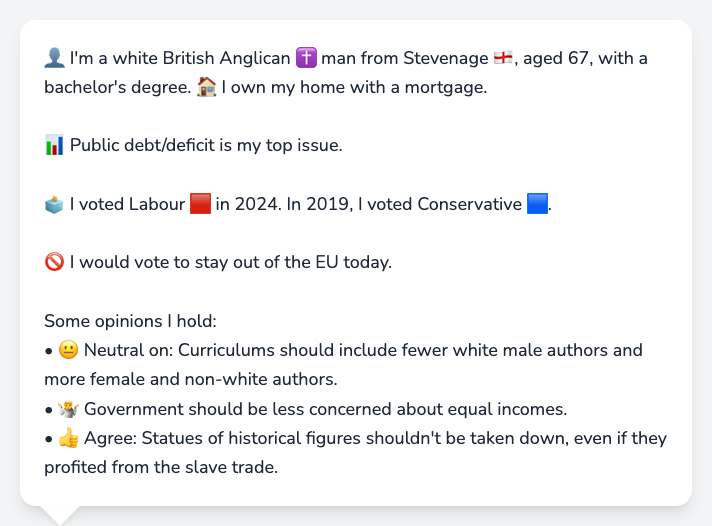 👤 I'm a white British Anglican ✝️ man from Stevenage 🏴󠁧󠁢󠁥󠁮󠁧󠁿, aged 67, with a
bachelor's degree. 🏠 I own my home with a mortgage.
📊 Public debt/deficit is my top issue.
🗳️ I voted Labour 🟥 in 2024. In 2019, I voted Conservative 🟦.
🚫 I would vote to stay out of the EU today.
Some opinions I hold:
• 😐 Neutral on: Curriculums should include fewer white male authors and
more female and non-white authors.
• 🤷 Government should be less concerned about equal incomes.
• 👍 Agree: Statues of historical figures shouldn't be taken down, even if they
profited from the slave trade.